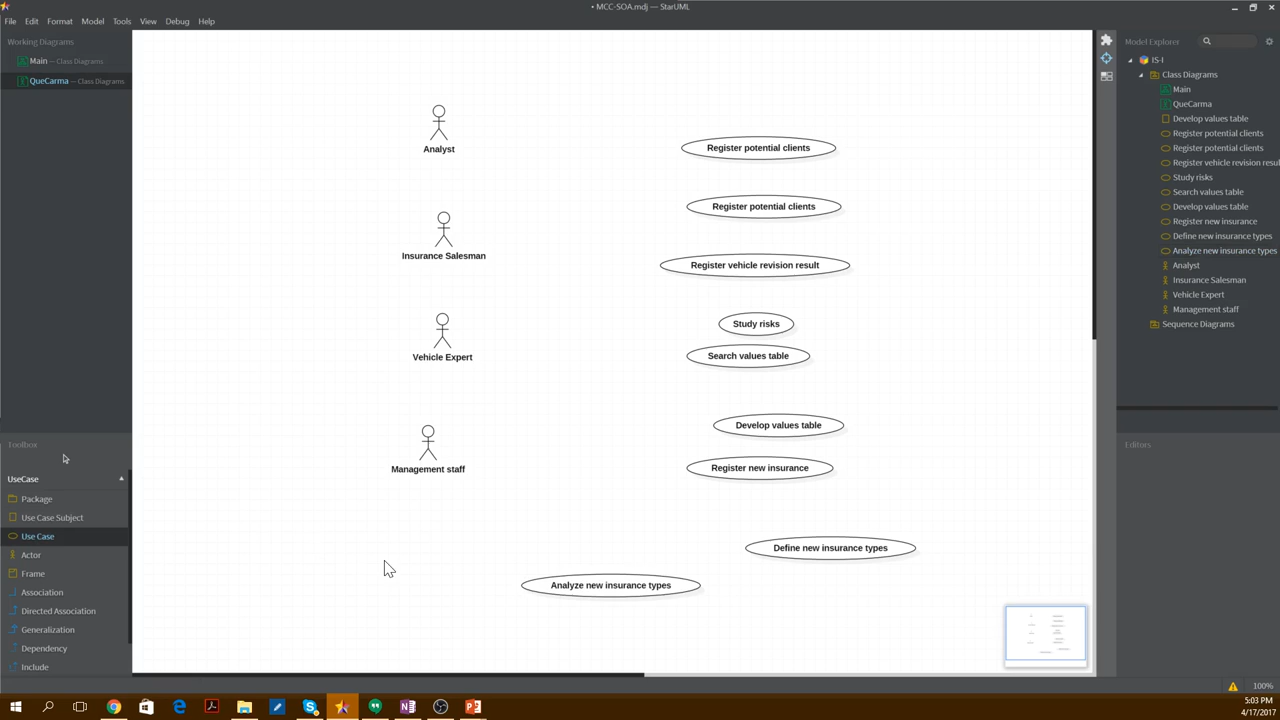 MCC-SOA.mdj — StarUML
File Edit Format Model Tools View Debug Help
Working Diagrams
Main — Class Diagrams
QueCarma — Class Diagrams
Toolbox
UseCase
Package
Use Case Subject
Use Case
Actor
Frame
Association
Directed Association
Generalization
Dependency
Include
Analyst
Insurance Salesman
Vehicle Expert
Management staff
Register potential clients
Register potential clients
Register vehicle revision result
Study risks
Search values table
Develop values table
Register new insurance
Define new insurance types
Analyze new insurance types
Model Explorer
IS-I
Class Diagrams
Main
QueCarma
Develop values table
Register potential clients
Register potential clients
Register vehicle revision resul
Study risks
Search values table
Develop values table
Register new insurance
Define new insurance types
Analyze new insurance types
Analyst
Insurance Salesman
Vehicle Expert
Management staff
Sequence Diagrams
Editors
100%
5:03 PM
4/17/2017